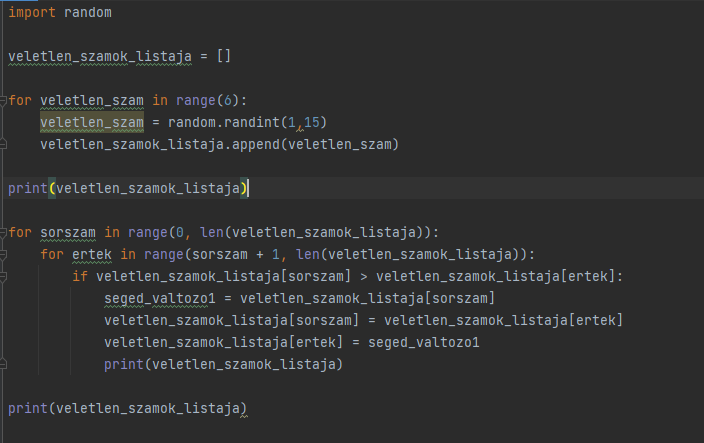 import random
veletlen_szamok_listaja = []
for veletlen_szam in range(6):
    veletlen_szam = random.randint(1,15)
    veletlen_szamok_listaja.append(veletlen_szam)
print(veletlen_szamok_listaja)
for sorszam in range(0, len(veletlen_szamok_listaja)):
    for ertek in range(sorszam + 1, len(veletlen_szamok_listaja)):
        if veletlen_szamok_listaja[sorszam] > veletlen_szamok_listaja[ertek]:
            seged_valtozo1 = veletlen_szamok_listaja[sorszam]
            veletlen_szamok_listaja[sorszam] = veletlen_szamok_listaja[ertek]
            veletlen_szamok_listaja[ertek] = seged_valtozo1
            print(veletlen_szamok_listaja)
print(veletlen_szamok_listaja)